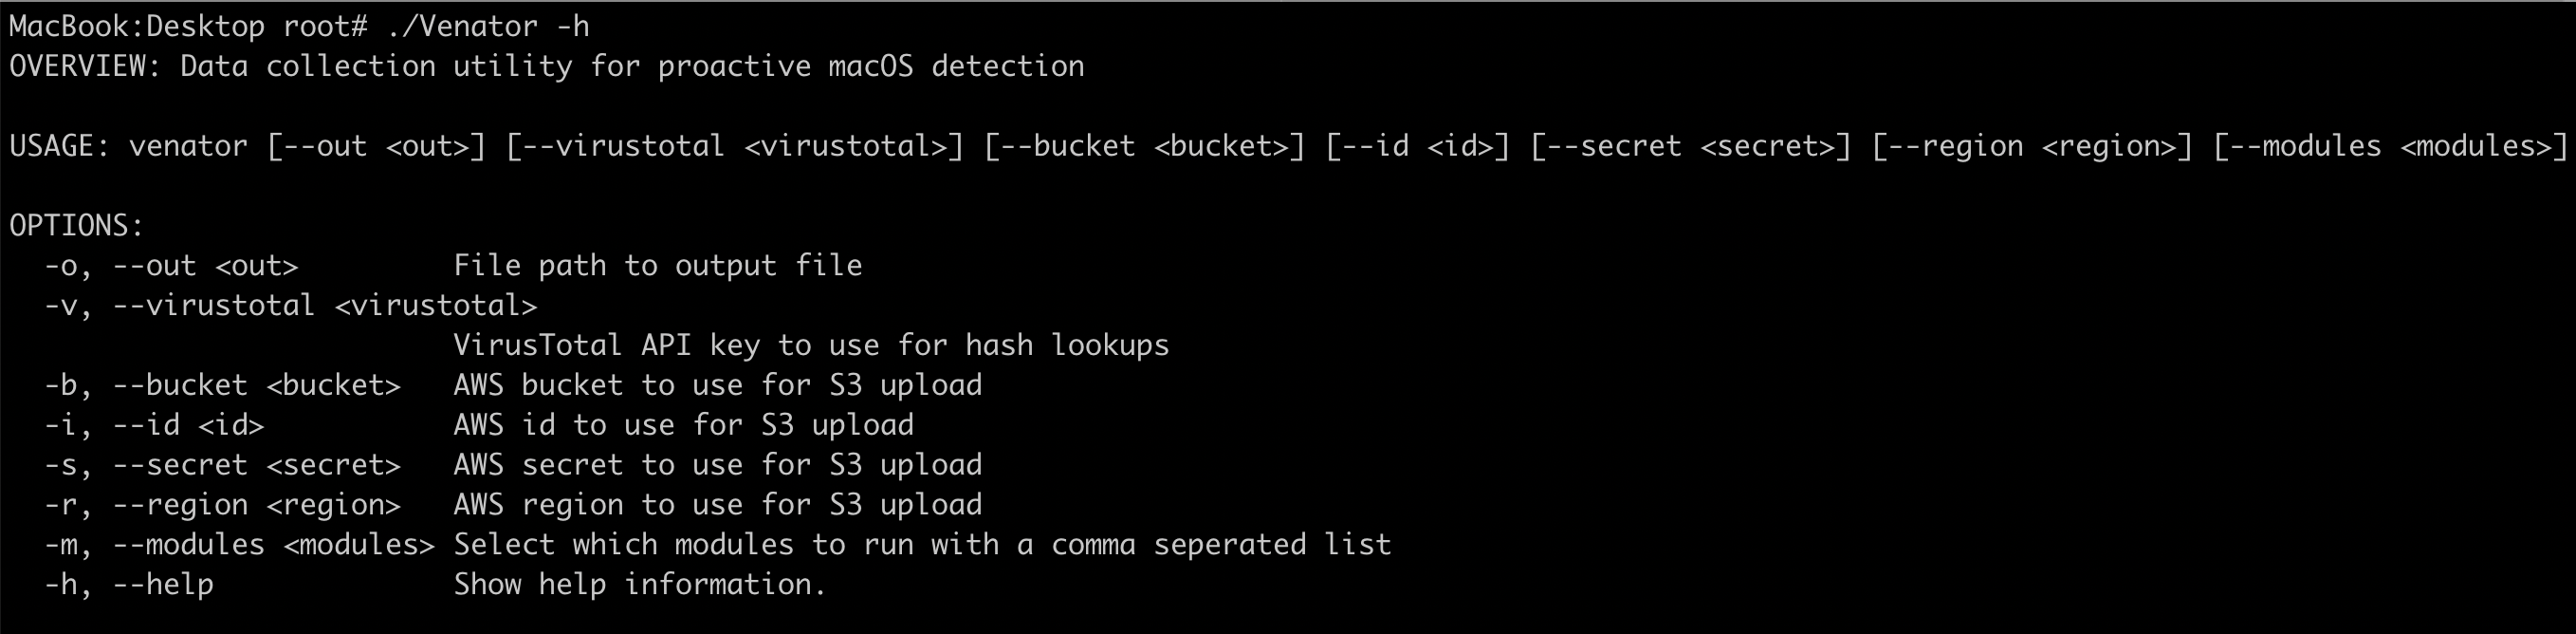 MacBook:Desktop root# ./Venator -h
OVERVIEW: Data collection utility for proactive macOS detection
USAGE: venator [--out <out>] [--virustotal <virustotal>] [--bucket <bucket>] [--id <id>] [--secret <secret>] [--region <region>] [--modules <modules>]
OPTIONS:
-o, --out <out> File path to output file
-v, --virustotal <virustotal>
VirusTotal API key to use for hash lookups
-b, --bucket <bucket> AWS bucket to use for S3 upload
-i, --id <id> AWS id to use for S3 upload
-s, --secret <secret> AWS secret to use for S3 upload
-r, --region <region> AWS region to use for S3 upload
-m, --modules <modules> Select which modules to run with a comma seperated list
-h, --help Show help information.